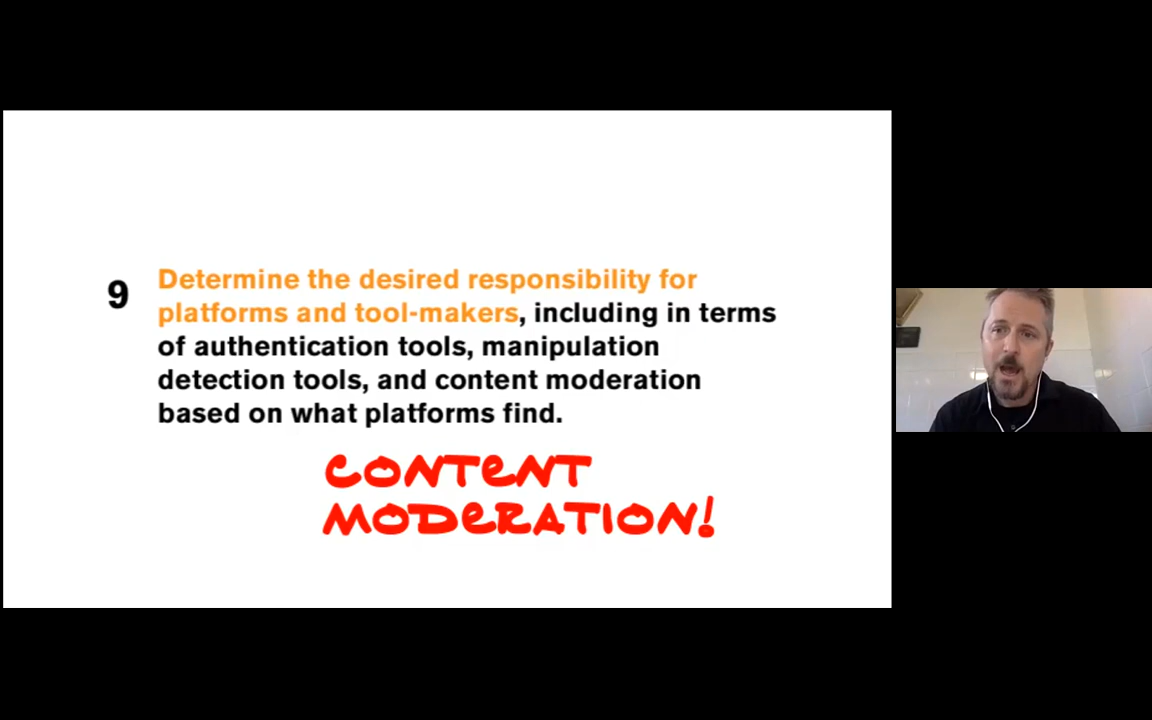 9 Determine the desired responsibility for
platforms and tool-makers, including in terms
of authentication tools, manipulation
detection tools, and content moderation
based on what platforms find.
CONTENT
MODERATION!